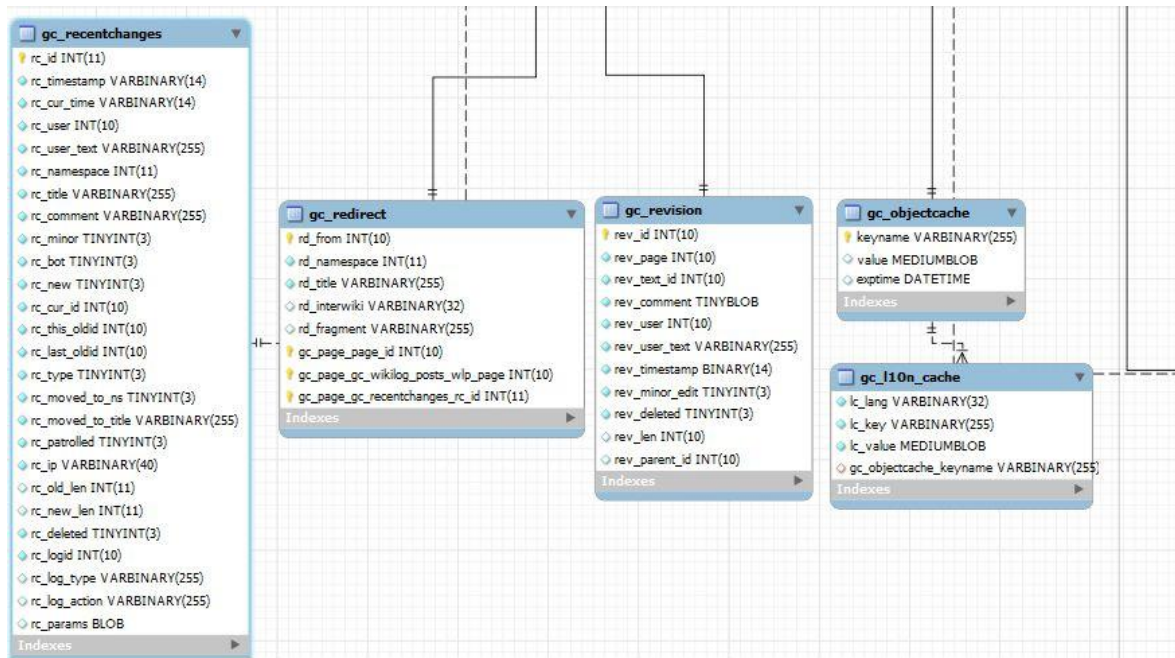 gc_recentchanges
rc_id INT(11)
rc_timestamp VARBINARY(14)
rc_cur_time VARBINARY(14)
rc_user INT(10)
rc_user_text VARBINARY(255)
rc_namespace INT(11)
rc_title VARBINARY(255)
rc_comment VARBINARY(255)
rc_minor TINYINT(3)
rc_bot TINYINT(3)
rc_new TINYINT(3)
rc_cur_id INT(10)
rc_this_oldid INT(10)
rc_last_oldid INT(10)
rc_type TINYINT(3)
rc_moved_to_ns TINYINT(3)
rc_moved_to_title VARBINARY(255)
rc_patrolled TINYINT(3)
rc_ip VARBINARY(40)
rc_old_len INT(11)
rc_new_len INT(11)
rc_deleted TINYINT(3)
rc_logid INT(10)
rc_log_type VARBINARY(255)
rc_log_action VARBINARY(255)
rc_params BLOB
Indexes
gc_redirect
rd_from INT(10)
rd_namespace INT(11)
rd_title VARBINARY(255)
rd_interwiki VARBINARY(32)
rd_fragment VARBINARY(255)
gc_page_page_id INT(10)
gc_page_gc_wikilog_posts_wlp_page INT(10)
gc_page_gc_recentchanges_rc_id INT(11)
Indexes
gc_revision
rev_id INT(10)
rev_page INT(10)
rev_text_id INT(10)
rev_comment TINYBLOB
rev_user INT(10)
rev_user_text VARBINARY(255)
rev_timestamp BINARY(14)
rev_minor_edit TINYINT(3)
rev_deleted TINYINT(3)
rev_len INT(10)
rev_parent_id INT(10)
Indexes
gc_objectcache
keyname VARBINARY(255)
value MEDIUMBLOB
exptime DATETIME
Indexes
gc_l10n_cache
lc_lang VARBINARY(32)
lc_key VARBINARY(255)
lc_value MEDIUMBLOB
gc_objectcache_keyname VARBINARY(255)
Indexes